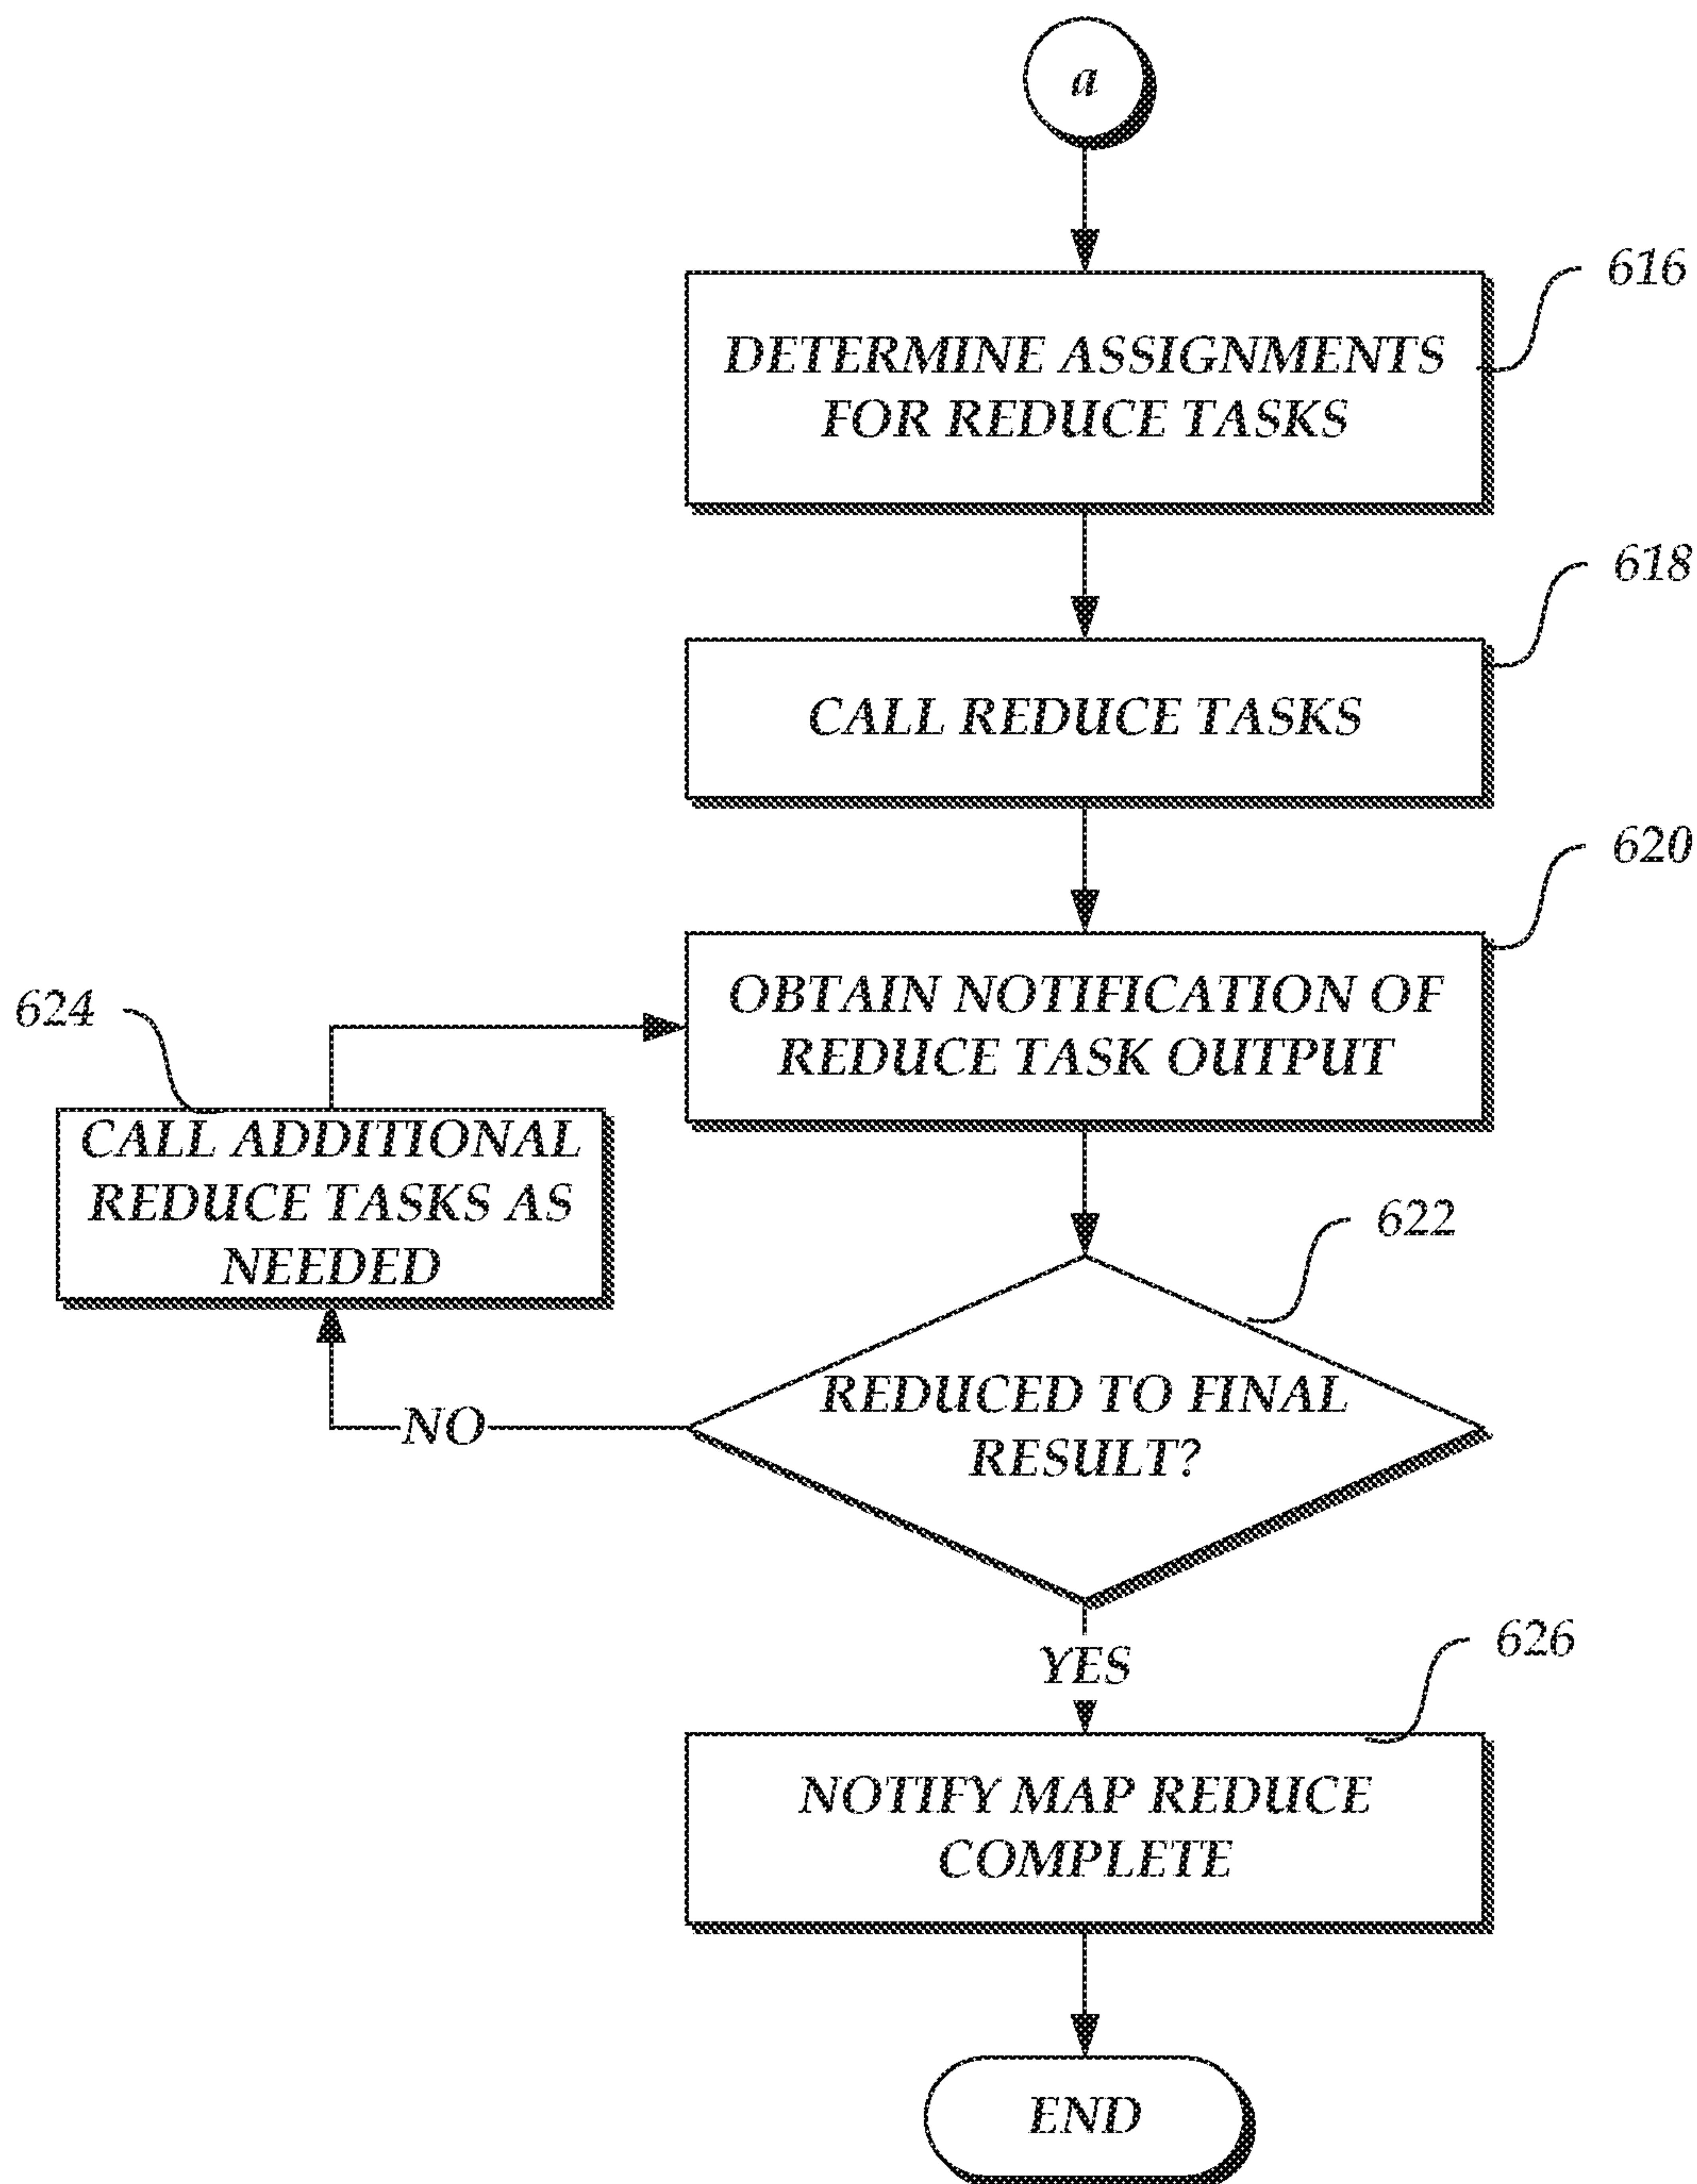 a
616
DETERMINE ASSIGNMENTS
FOR REDUCE TASKS
618
CALL REDUCE TASKS
620
OBTAIN NOTIFICATION OF
REDUCE TASK OUTPUT
624
CALL ADDITIONAL
REDUCE TASKS AS
NEEDED
622
REDUCED TO FINAL
RESULT?
NO
YES
626
NOTIFY MAP REDUCE
COMPLETE
END